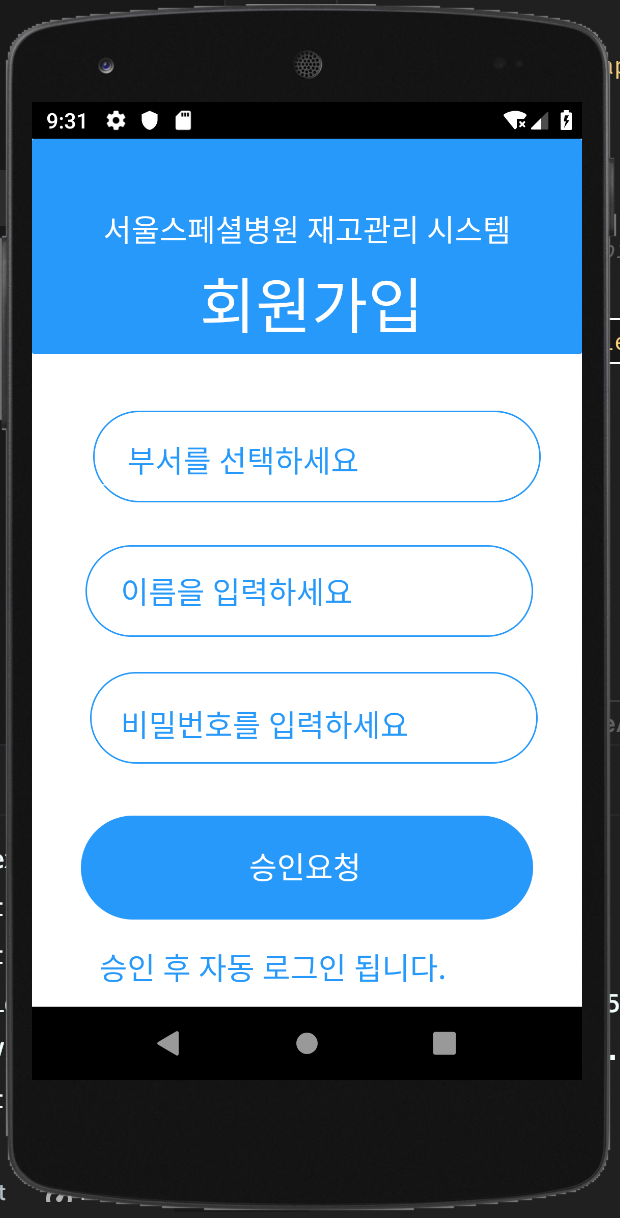 9:31
서울스페셜병원 재고관리 시스템
회원가입
부서를 선택하세요
이름을 입력하세요
비밀번호를 입력하세요
승인요청
승인 후 자동 로그인 됩니다.